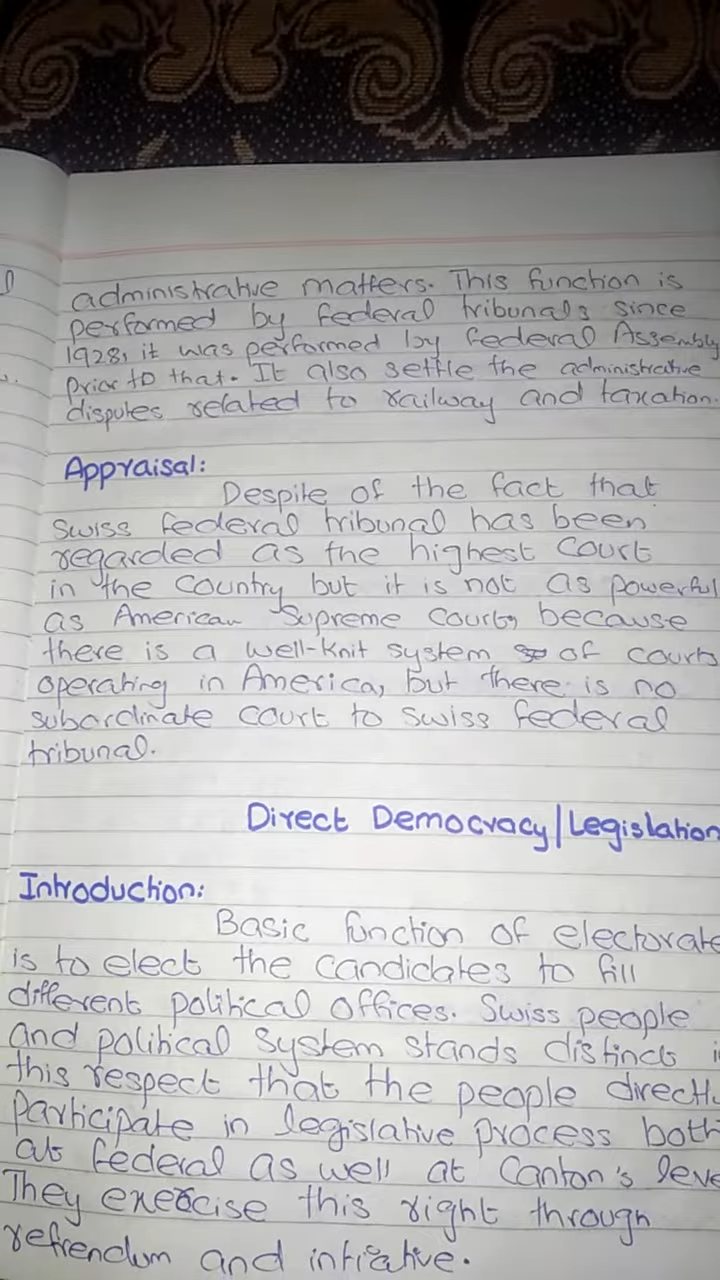 administrative matters. This function is
performed by federal tribunals since
1928, it was performed by federal Assembly
prior to that. It also settle the administrative
disputes related to railway and taxation.
Appraisal:
Despite of the fact that
swiss federal tribunal has been
regarded as the highest court
in the country but it is not as powerful
as American Supreme Court, because
there is a well-knit system of courts
operating in America, but there is no
subordinate court to swiss federal
tribunal.
Direct Democracy/Legislation
Introduction:
Basic function of electorate
is to elect the candidates to fill
different political offices. Swiss people
and political system stands distinct i
this respect that the people directl
participate in legislative process both
at federal as well at Canton's leve
They exercise this right through
refrendum and intiative.